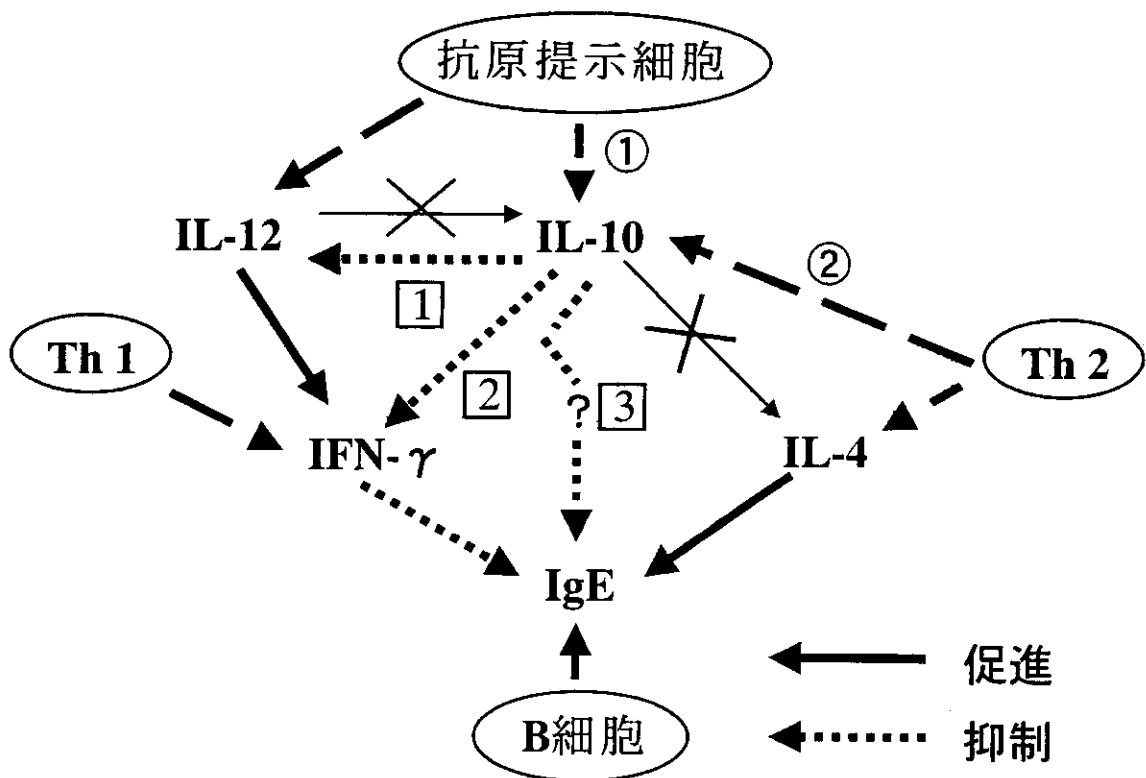 抗原提示細胞
①
IL-12
IL-10
②
1
Th 1
Th 2
2
?
3
IFN-γ
IL-4
IgE
促進
B細胞
抑制